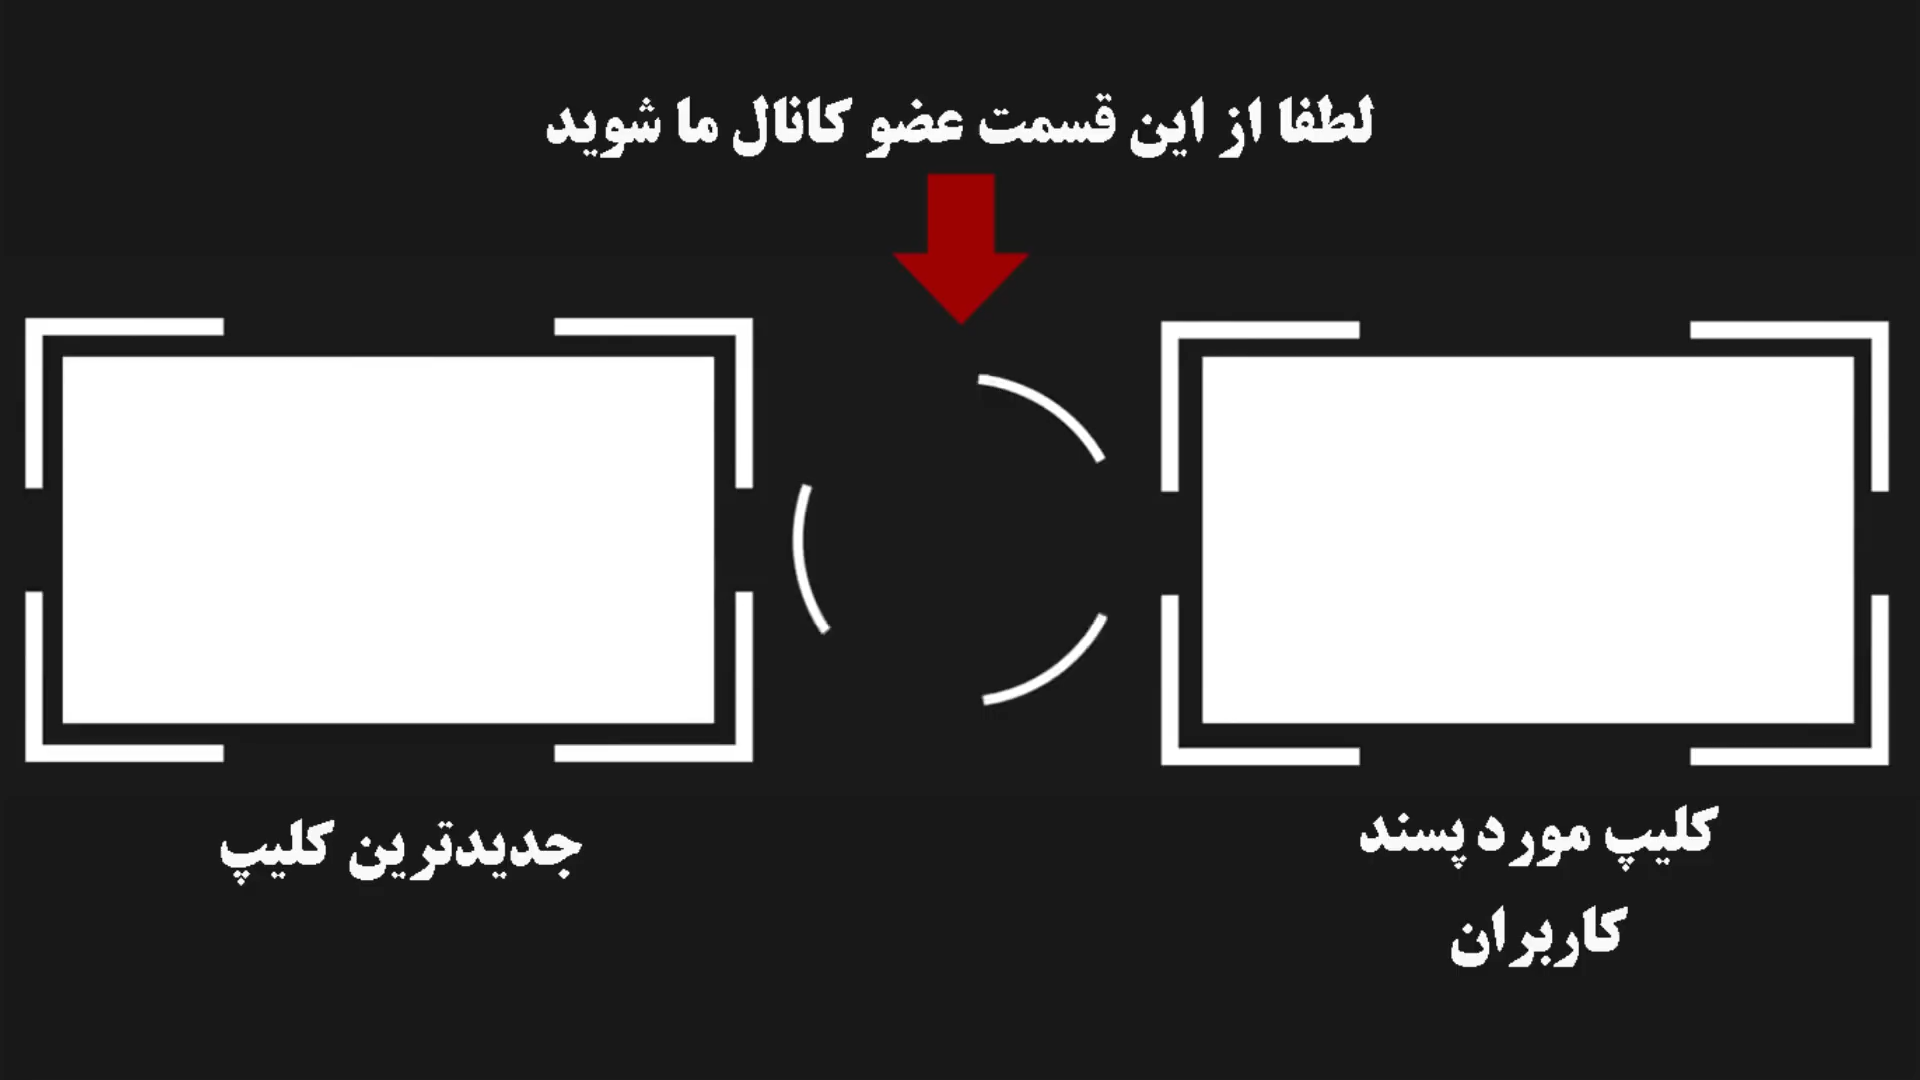 لطفا از این قسمت عضو کانال ما شوید
کلیپ مورد پسند
کاربران
جدیدترین کلیپ